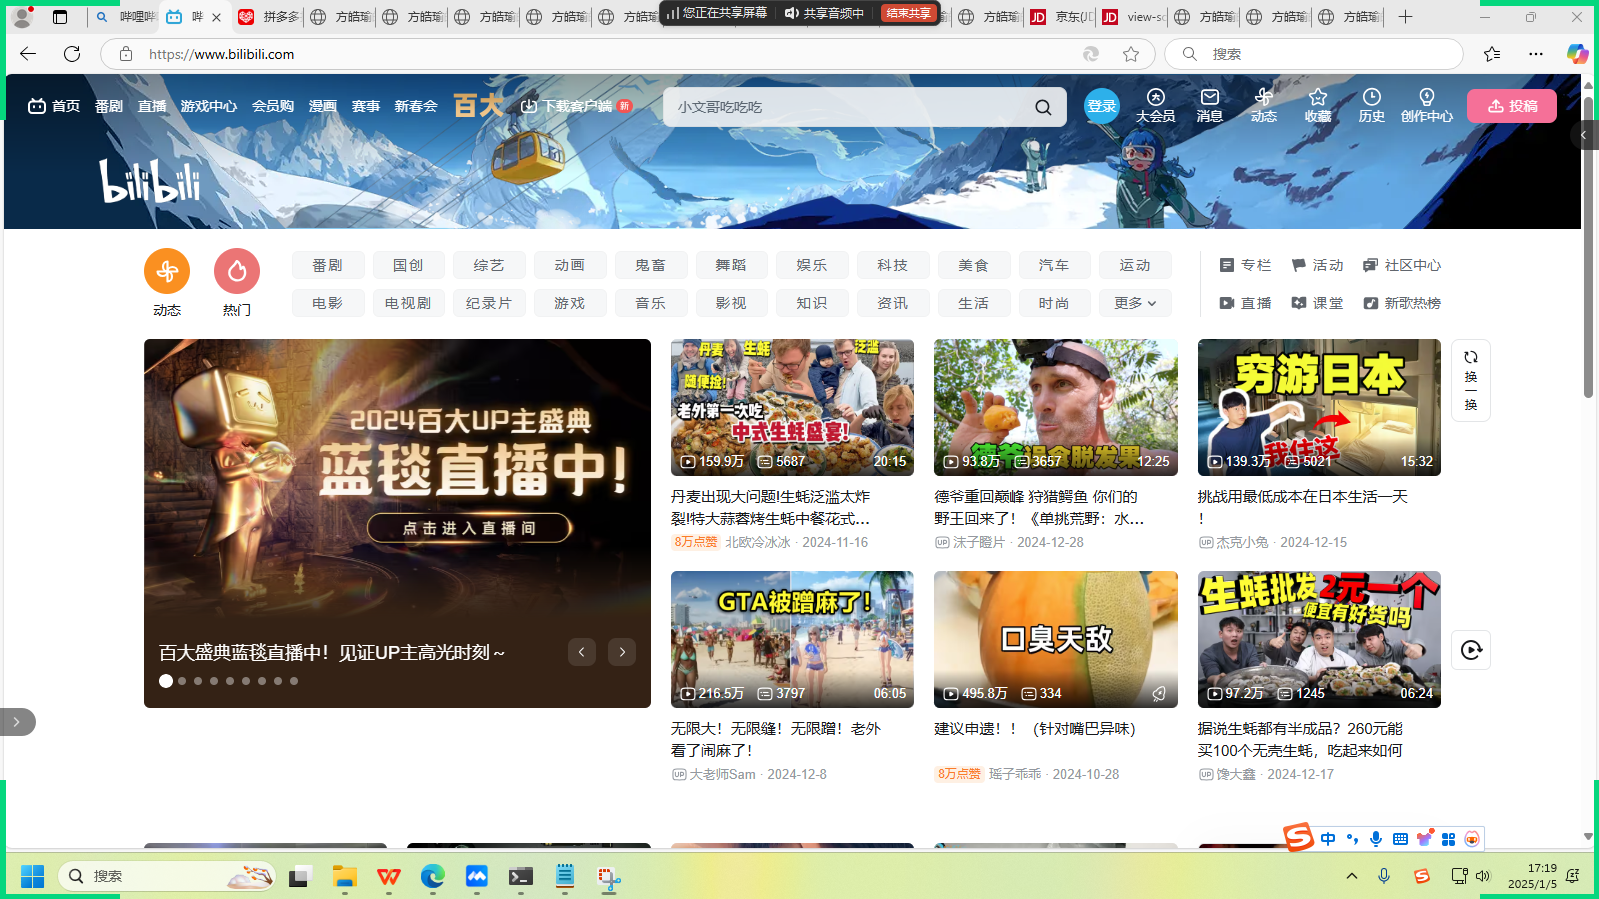 哔哩哔
哔
拼多多
方皓瑜
方皓瑜
方皓瑜
方皓瑜
方皓瑜
您正在共享屏幕
共享音频中
结束共享
方皓瑜
京东(JD
view-so
方皓瑜
方皓瑜
方皓瑜
https://www.bilibili.com
搜索
首页
番剧
直播
游戏中心
会员购
漫画
赛事
新春会
百大
下载客户端
新
小文哥吃吃吃
登录
大会员
消息
动态
收藏
历史
创作中心
投稿
bilibili
动态
热门
番剧 国创 综艺 动画 鬼畜 舞蹈 娱乐 科技 美食 汽车 运动
电影 电视剧 纪录片 游戏 音乐 影视 知识 资讯 生活 时尚 更多
专栏 活动 社区中心
直播 课堂 新歌热榜
2024百大UP主盛典
蓝毯直播中!
点击进入直播间
百大盛典蓝毯直播中！见证UP主高光时刻～
丹麦 生蚝 泛滥
随便捡!
老外第一次吃
中式生蚝盛宴!
159.9万 5687 20:15
丹麦出现大问题!生蚝泛滥太炸
裂!特大蒜蓉烤生蚝中餐花式...
8万点赞 北欧冷冰冰 · 2024-11-16
德爷误食脱发果
93.8万 3657 12:25
德爷重回巅峰 狩猎鳄鱼 你们的
野王回来了！《单挑荒野：水...
UP 沫子瞪片 · 2024-12-28
穷游日本
我住这
139.3万 5021 15:32
挑战用最低成本在日本生活一天
！
UP 杰克小兔 · 2024-12-15
换
一
换
GTA被蹭麻了!
216.5万 3797 06:05
无限大！无限缝！无限蹭！老外
看了闹麻了！
UP 大老师Sam · 2024-12-8
口臭天敌
495.8万 334
建议申遗！！（针对嘴巴异味）
8万点赞 瑶子乖乖 · 2024-10-28
生蚝批发2元一个
便宜有好货吗
97.2万 1245 06:24
据说生蚝都有半成品？260元能
买100个无壳生蚝，吃起来如何
UP 馋大鑫 · 2024-12-17
中
搜索
17:19
2025/1/5